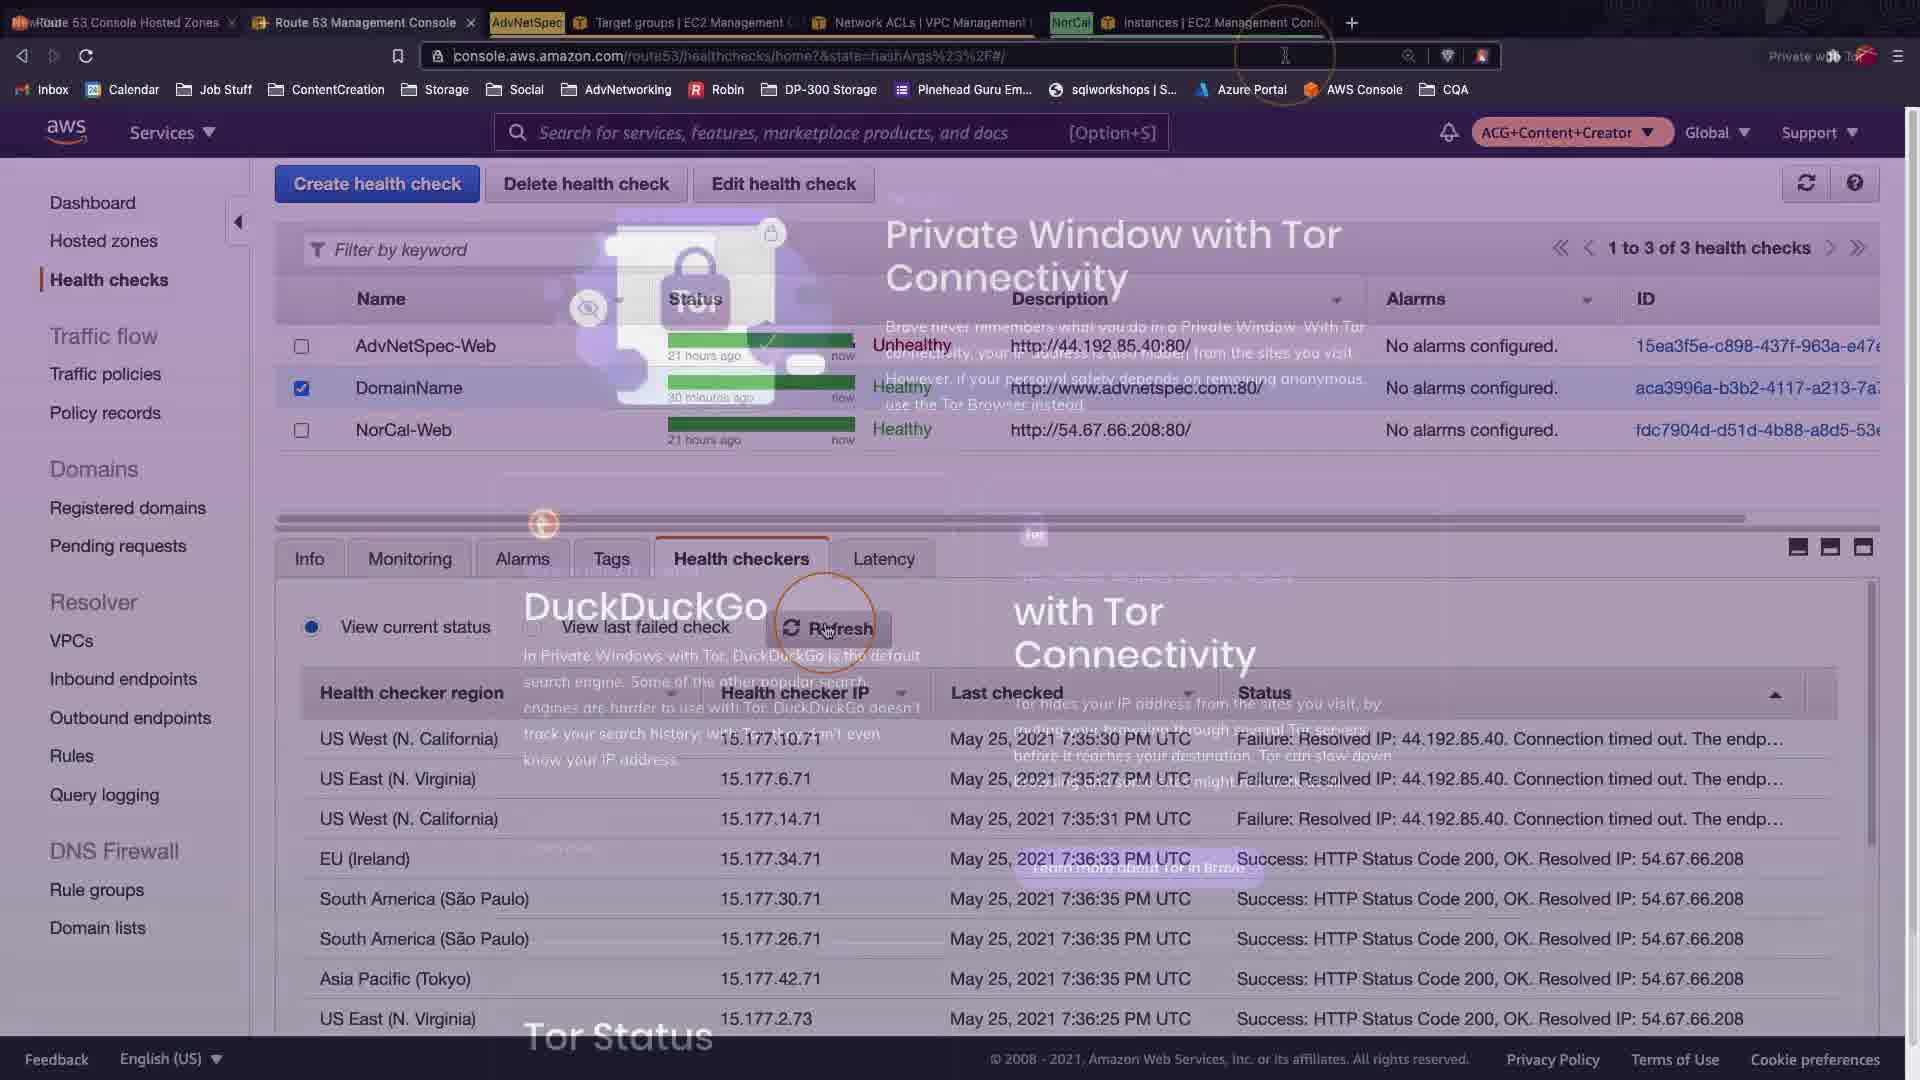 Route 53 Console Hosted Zones
Route 53 Management Console
AdvNetSpec
Target groups | EC2 Management
Network ACLs | VPC Management
NorCal
Instances | EC2 Management
console.aws.amazon.com/route53/healthchecks/home?&state=hashArgs%23%2F#/
Private with Tor
Inbox
Calendar
Job Stuff
ContentCreation
Storage
Social
AdvNetworking
Robin
DP-300 Storage
Pinehead Guru Em...
sqlworkshops | S...
Azure Portal
AWS Console
CQA
aws
Services
Search for services, features, marketplace products, and docs
[Option+S]
ACG+Content+Creator
Global
Support
Create health check
Delete health check
Edit health check
Dashboard
Hosted zones
Health checks
Traffic flow
Traffic policies
Policy records
Domains
Registered domains
Pending requests
Resolver
VPCs
Inbound endpoints
Outbound endpoints
Rules
Query logging
DNS Firewall
Rule groups
Domain lists
Filter by keyword
1 to 3 of 3 health checks
Name
Status
Description
Alarms
ID
AdvNetSpec-Web
21 hours ago
now
Unhealthy
http://44.192.85.40:80/
No alarms configured.
15ea3f5e-c898-437f-963a-e47e
DomainName
30 minutes ago
now
Healthy
http://www.advnetspec.com:80/
No alarms configured.
aca3996a-b3b2-4117-a213-7a
NorCal-Web
21 hours ago
now
Healthy
http://54.67.66.208:80/
No alarms configured.
fdc7904d-d51d-4b88-a8d5-53e
Tor
Private Window with Tor
Connectivity
Brave never remembers what you do in a Private Window. With Tor
connectivity, your IP address is also hidden from the sites you visit.
However, if your personal safety depends on remaining anonymous,
use the Tor Browser instead.
Info
Monitoring
Alarms
Tags
Health checkers
Latency
View current status
View last failed check
Refresh
DuckDuckGo
In Private Windows with Tor, DuckDuckGo is the default
search engine. Some of the other popular search
engines are harder to use with Tor. DuckDuckGo doesn't
track your search history; with Tor, they don't even
know your IP address.
Tor
with Tor
Connectivity
Tor hides your IP address from the sites you visit, by
routing your browsing through several Tor servers
before it reaches your destination. Tor can slow down
browsing and some sites might not work at all.
Learn more about Tor in Brave
Health checker region
Health checker IP
Last checked
Status
US West (N. California)
15.177.10.71
May 25, 2021 7:35:30 PM UTC
Failure: Resolved IP: 44.192.85.40. Connection timed out. The endp...
US East (N. Virginia)
15.177.6.71
May 25, 2021 7:35:27 PM UTC
Failure: Resolved IP: 44.192.85.40. Connection timed out. The endp...
US West (N. California)
15.177.14.71
May 25, 2021 7:35:31 PM UTC
Failure: Resolved IP: 44.192.85.40. Connection timed out. The endp...
EU (Ireland)
15.177.34.71
May 25, 2021 7:36:33 PM UTC
Success: HTTP Status Code 200, OK. Resolved IP: 54.67.66.208
South America (São Paulo)
15.177.30.71
May 25, 2021 7:36:35 PM UTC
Success: HTTP Status Code 200, OK. Resolved IP: 54.67.66.208
South America (São Paulo)
15.177.26.71
May 25, 2021 7:36:35 PM UTC
Success: HTTP Status Code 200, OK. Resolved IP: 54.67.66.208
Asia Pacific (Tokyo)
15.177.42.71
May 25, 2021 7:36:35 PM UTC
Success: HTTP Status Code 200, OK. Resolved IP: 54.67.66.208
US East (N. Virginia)
15.177.2.73
May 25, 2021 7:36:25 PM UTC
Success: HTTP Status Code 200, OK. Resolved IP: 54.67.66.208
Tor Status
Feedback
English (US)
© 2008 - 2021, Amazon Web Services, Inc. or its affiliates. All rights reserved.
Privacy Policy
Terms of Use
Cookie preferences